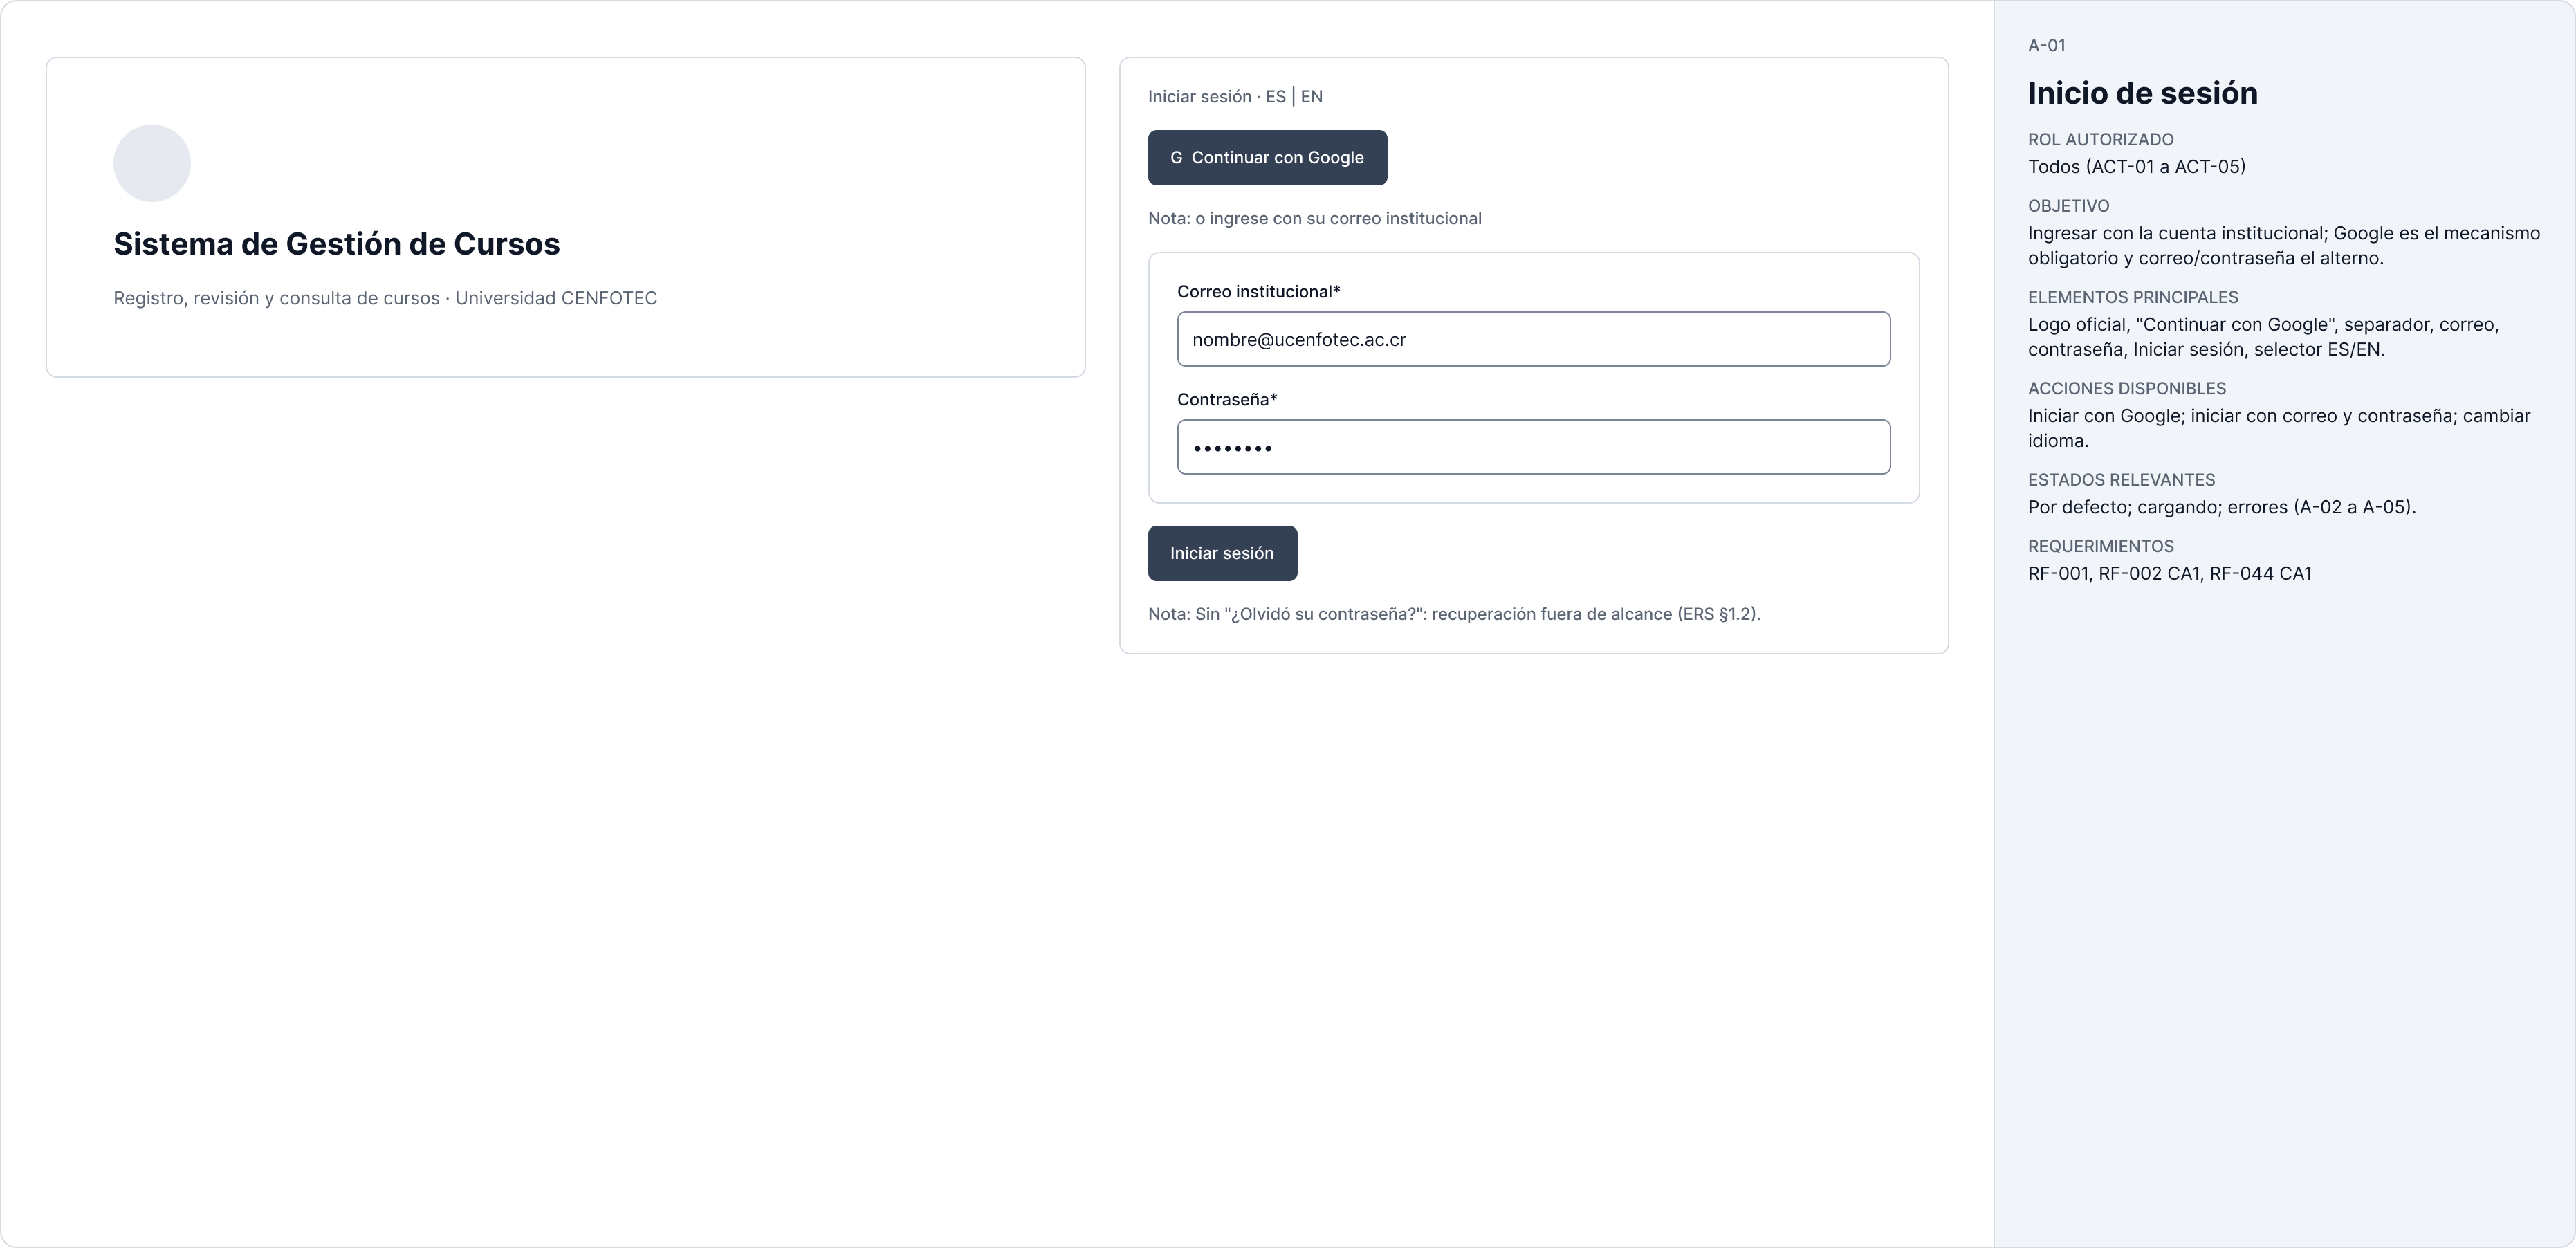 Sistema de Gestión de Cursos
Registro, revisión y consulta de cursos · Universidad CENFOTEC
Iniciar sesión · ES | EN
G Continuar con Google
Nota: o ingrese con su correo institucional
Correo institucional*
nombre@ucenfotec.ac.cr
Contraseña*
••••••••
Iniciar sesión
Nota: Sin "¿Olvidó su contraseña?": recuperación fuera de alcance (ERS §1.2).
A-01
Inicio de sesión
ROL AUTORIZADO
Todos (ACT-01 a ACT-05)
OBJETIVO
Ingresar con la cuenta institucional; Google es el mecanismo
obligatorio y correo/contraseña el alterno.
ELEMENTOS PRINCIPALES
Logo oficial, "Continuar con Google", separador, correo,
contraseña, Iniciar sesión, selector ES/EN.
ACCIONES DISPONIBLES
Iniciar con Google; iniciar con correo y contraseña; cambiar
idioma.
ESTADOS RELEVANTES
Por defecto; cargando; errores (A-02 a A-05).
REQUERIMIENTOS
RF-001, RF-002 CA1, RF-044 CA1